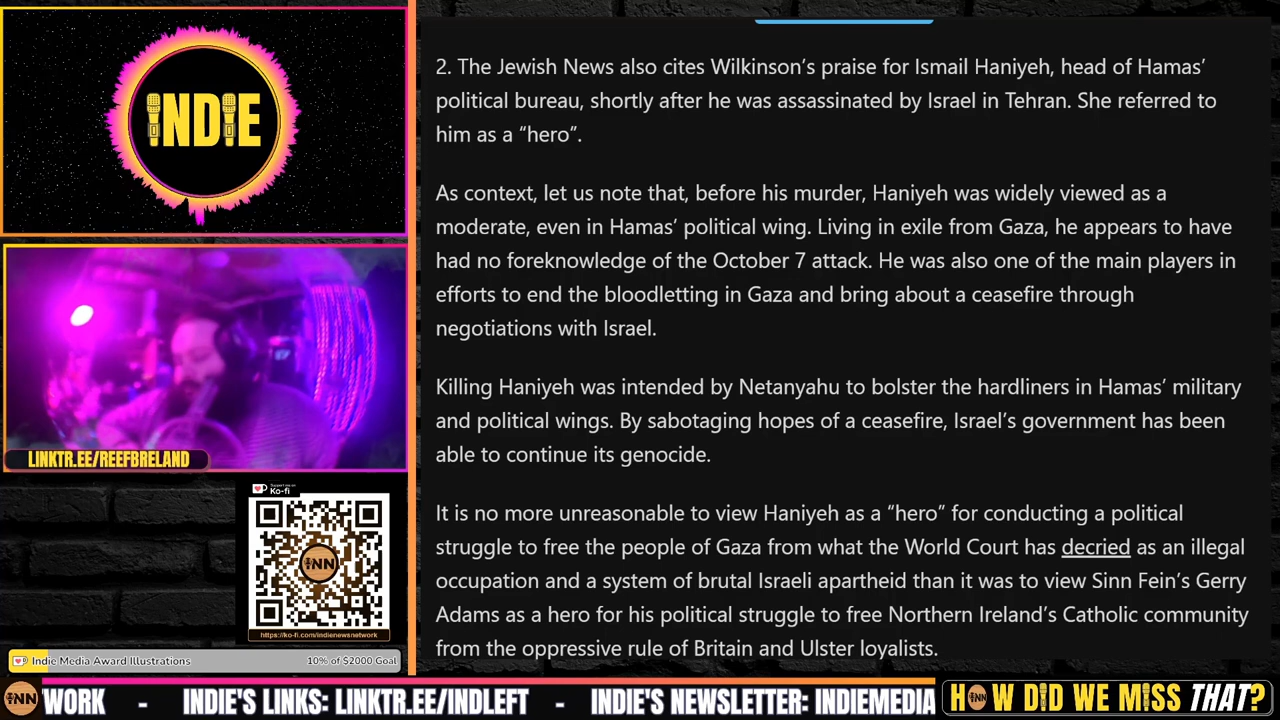 INDIE
LINKTR.EE/REEFBRELAND
Support me on
Ko-fi
INN
https://ko-fi.com/indienewsnetwork
Indie Media Award Illustrations 10% of $2000 Goal
2. The Jewish News also cites Wilkinson’s praise for Ismail Haniyeh, head of Hamas’
political bureau, shortly after he was assassinated by Israel in Tehran. She referred to
him as a “hero”.
As context, let us note that, before his murder, Haniyeh was widely viewed as a
moderate, even in Hamas’ political wing. Living in exile from Gaza, he appears to have
had no foreknowledge of the October 7 attack. He was also one of the main players in
efforts to end the bloodletting in Gaza and bring about a ceasefire through
negotiations with Israel.
Killing Haniyeh was intended by Netanyahu to bolster the hardliners in Hamas’ military
and political wings. By sabotaging hopes of a ceasefire, Israel’s government has been
able to continue its genocide.
It is no more unreasonable to view Haniyeh as a “hero” for conducting a political
struggle to free the people of Gaza from what the World Court has decried as an illegal
occupation and a system of brutal Israeli apartheid than it was to view Sinn Fein’s Gerry
Adams as a hero for his political struggle to free Northern Ireland’s Catholic community
from the oppressive rule of Britain and Ulster loyalists.
INN WORK - INDIE'S LINKS: LINKTR.EE/INDLEFT - INDIE'S NEWSLETTER: INDIEMEDIA
HOW DID WE MISS THAT?